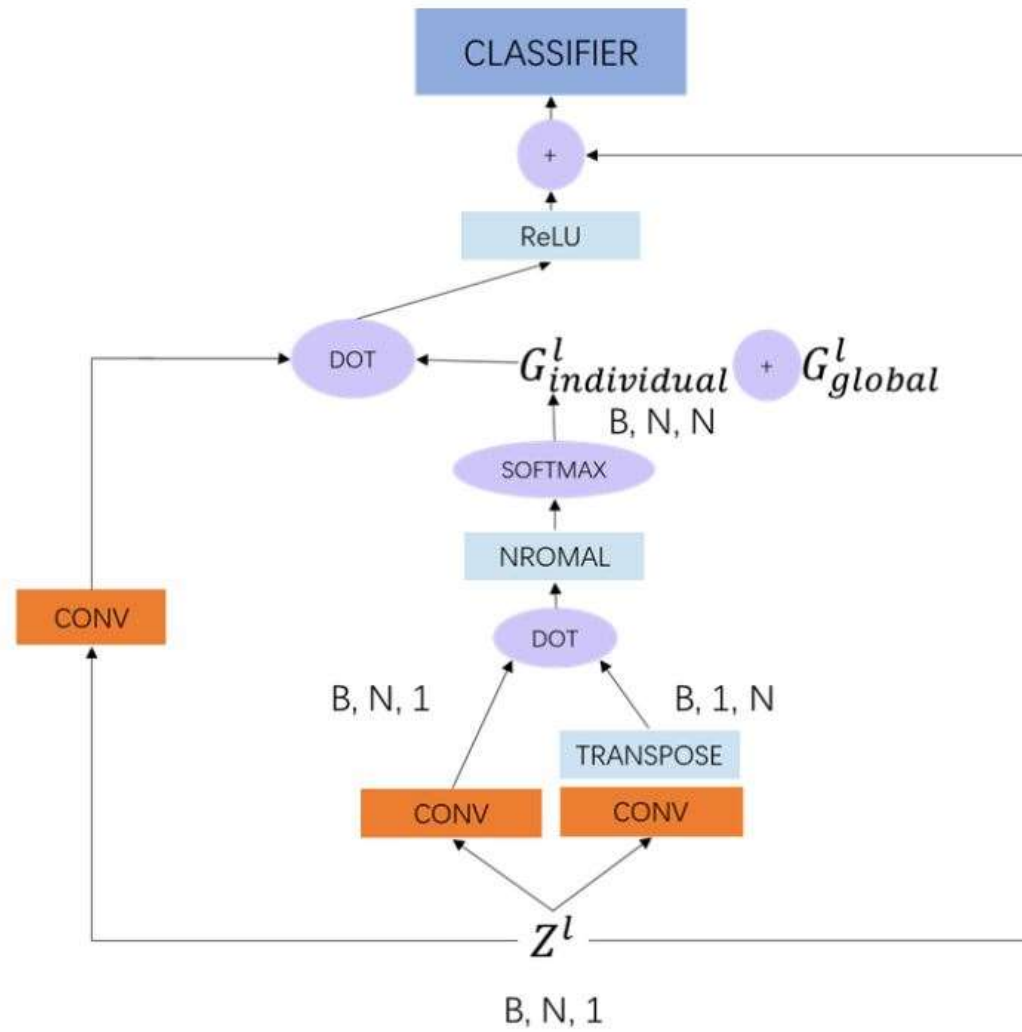 CLASSIFIER
+
ReLU
DOT
G^l_individual + G^l_global
B, N, N
SOFTMAX
NROMAL
CONV
DOT
B, N, 1
B, 1, N
TRANSPOSE
CONV
CONV
Z^l
B, N, 1